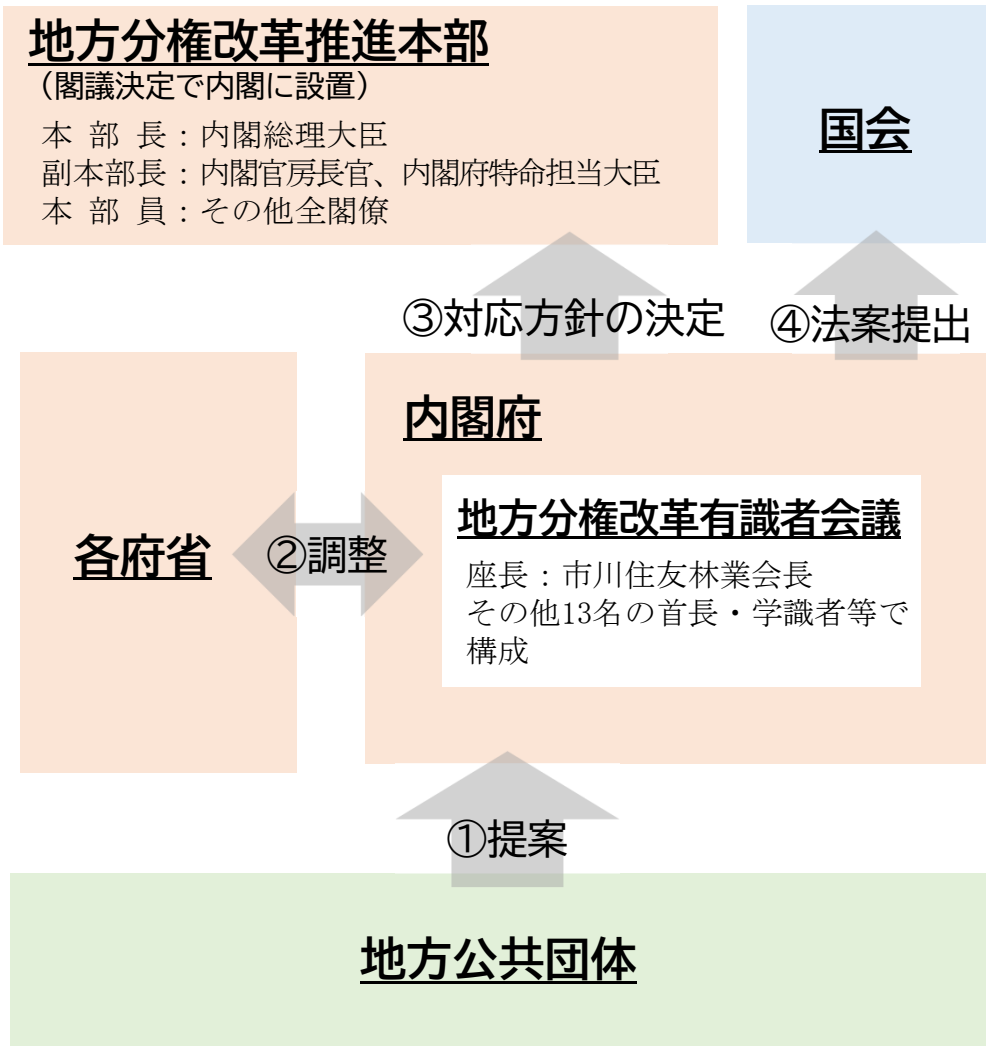 地方分権改革推進本部
(閣議決定で内閣に設置)
本 部 長：内閣総理大臣
副本部長：内閣官房長官、内閣府特命担当大臣
本 部 員：その他全閣僚
国会
③対応方針の決定
④法案提出
内閣府
地方分権改革有識者会議
座長：市川住友林業会長
その他13名の首長・学識者等で
構成
各府省
②調整
①提案
地方公共団体